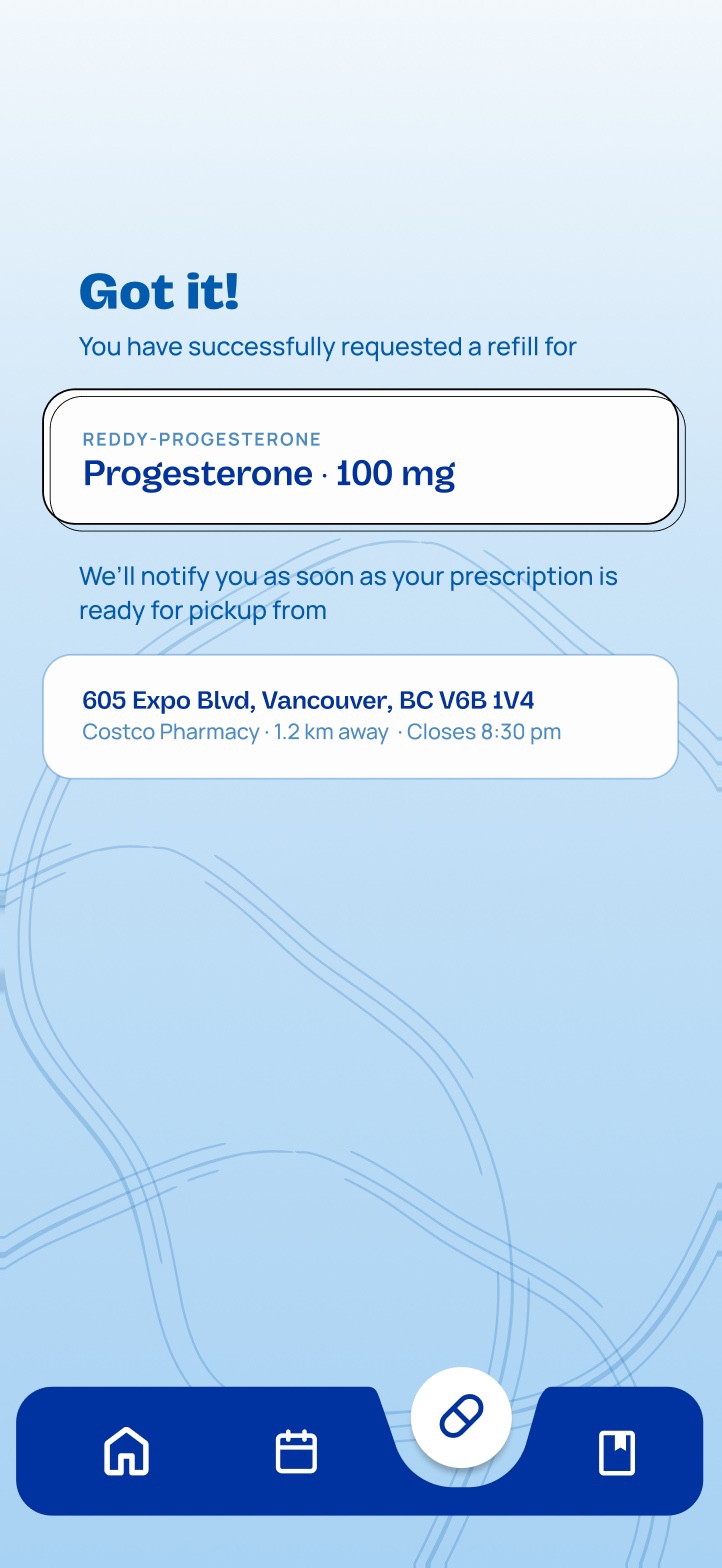 Got it!
You have successfully requested a refill for
REDDY-PROGESTERONE
Progesterone · 100 mg
We’ll notify you as soon as your prescription is
ready for pickup from
605 Expo Blvd, Vancouver, BC V6B 1V4
Costco Pharmacy · 1.2 km away · Closes 8:30 pm